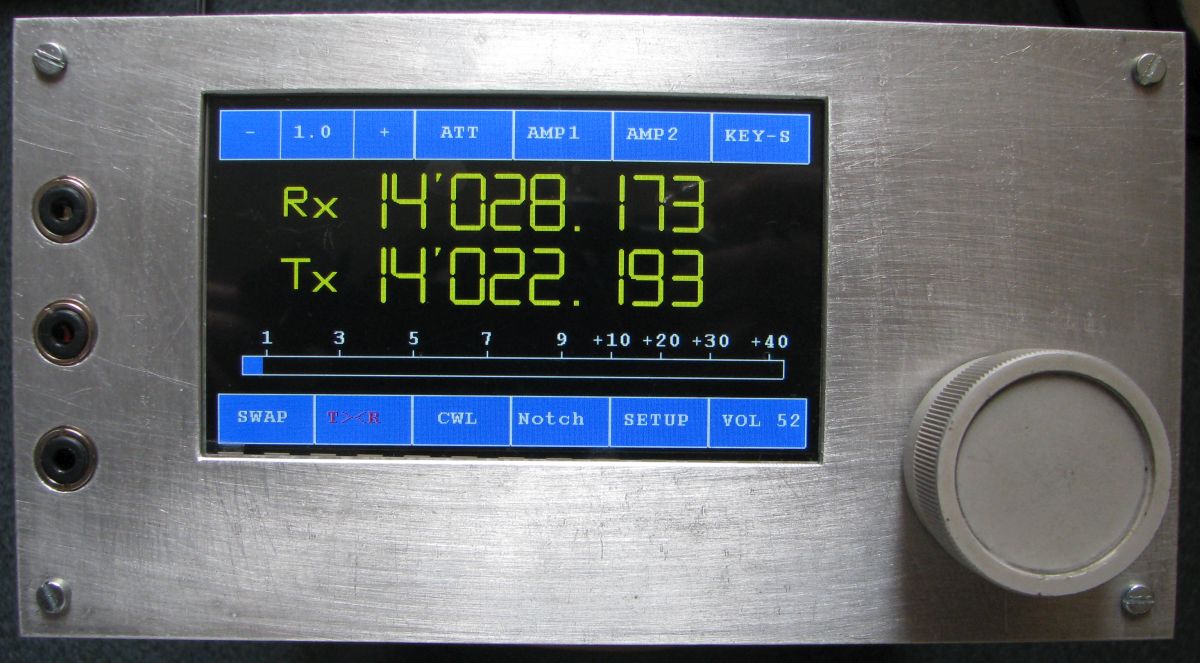 - 1.0 + ATT AMP1 AMP2 KEY-S
Rx 14'028.173
Tx 14'022.193
1 3 5 7 9 +10 +20 +30 +40
SWAP T><R CWL Notch SETUP VOL 52